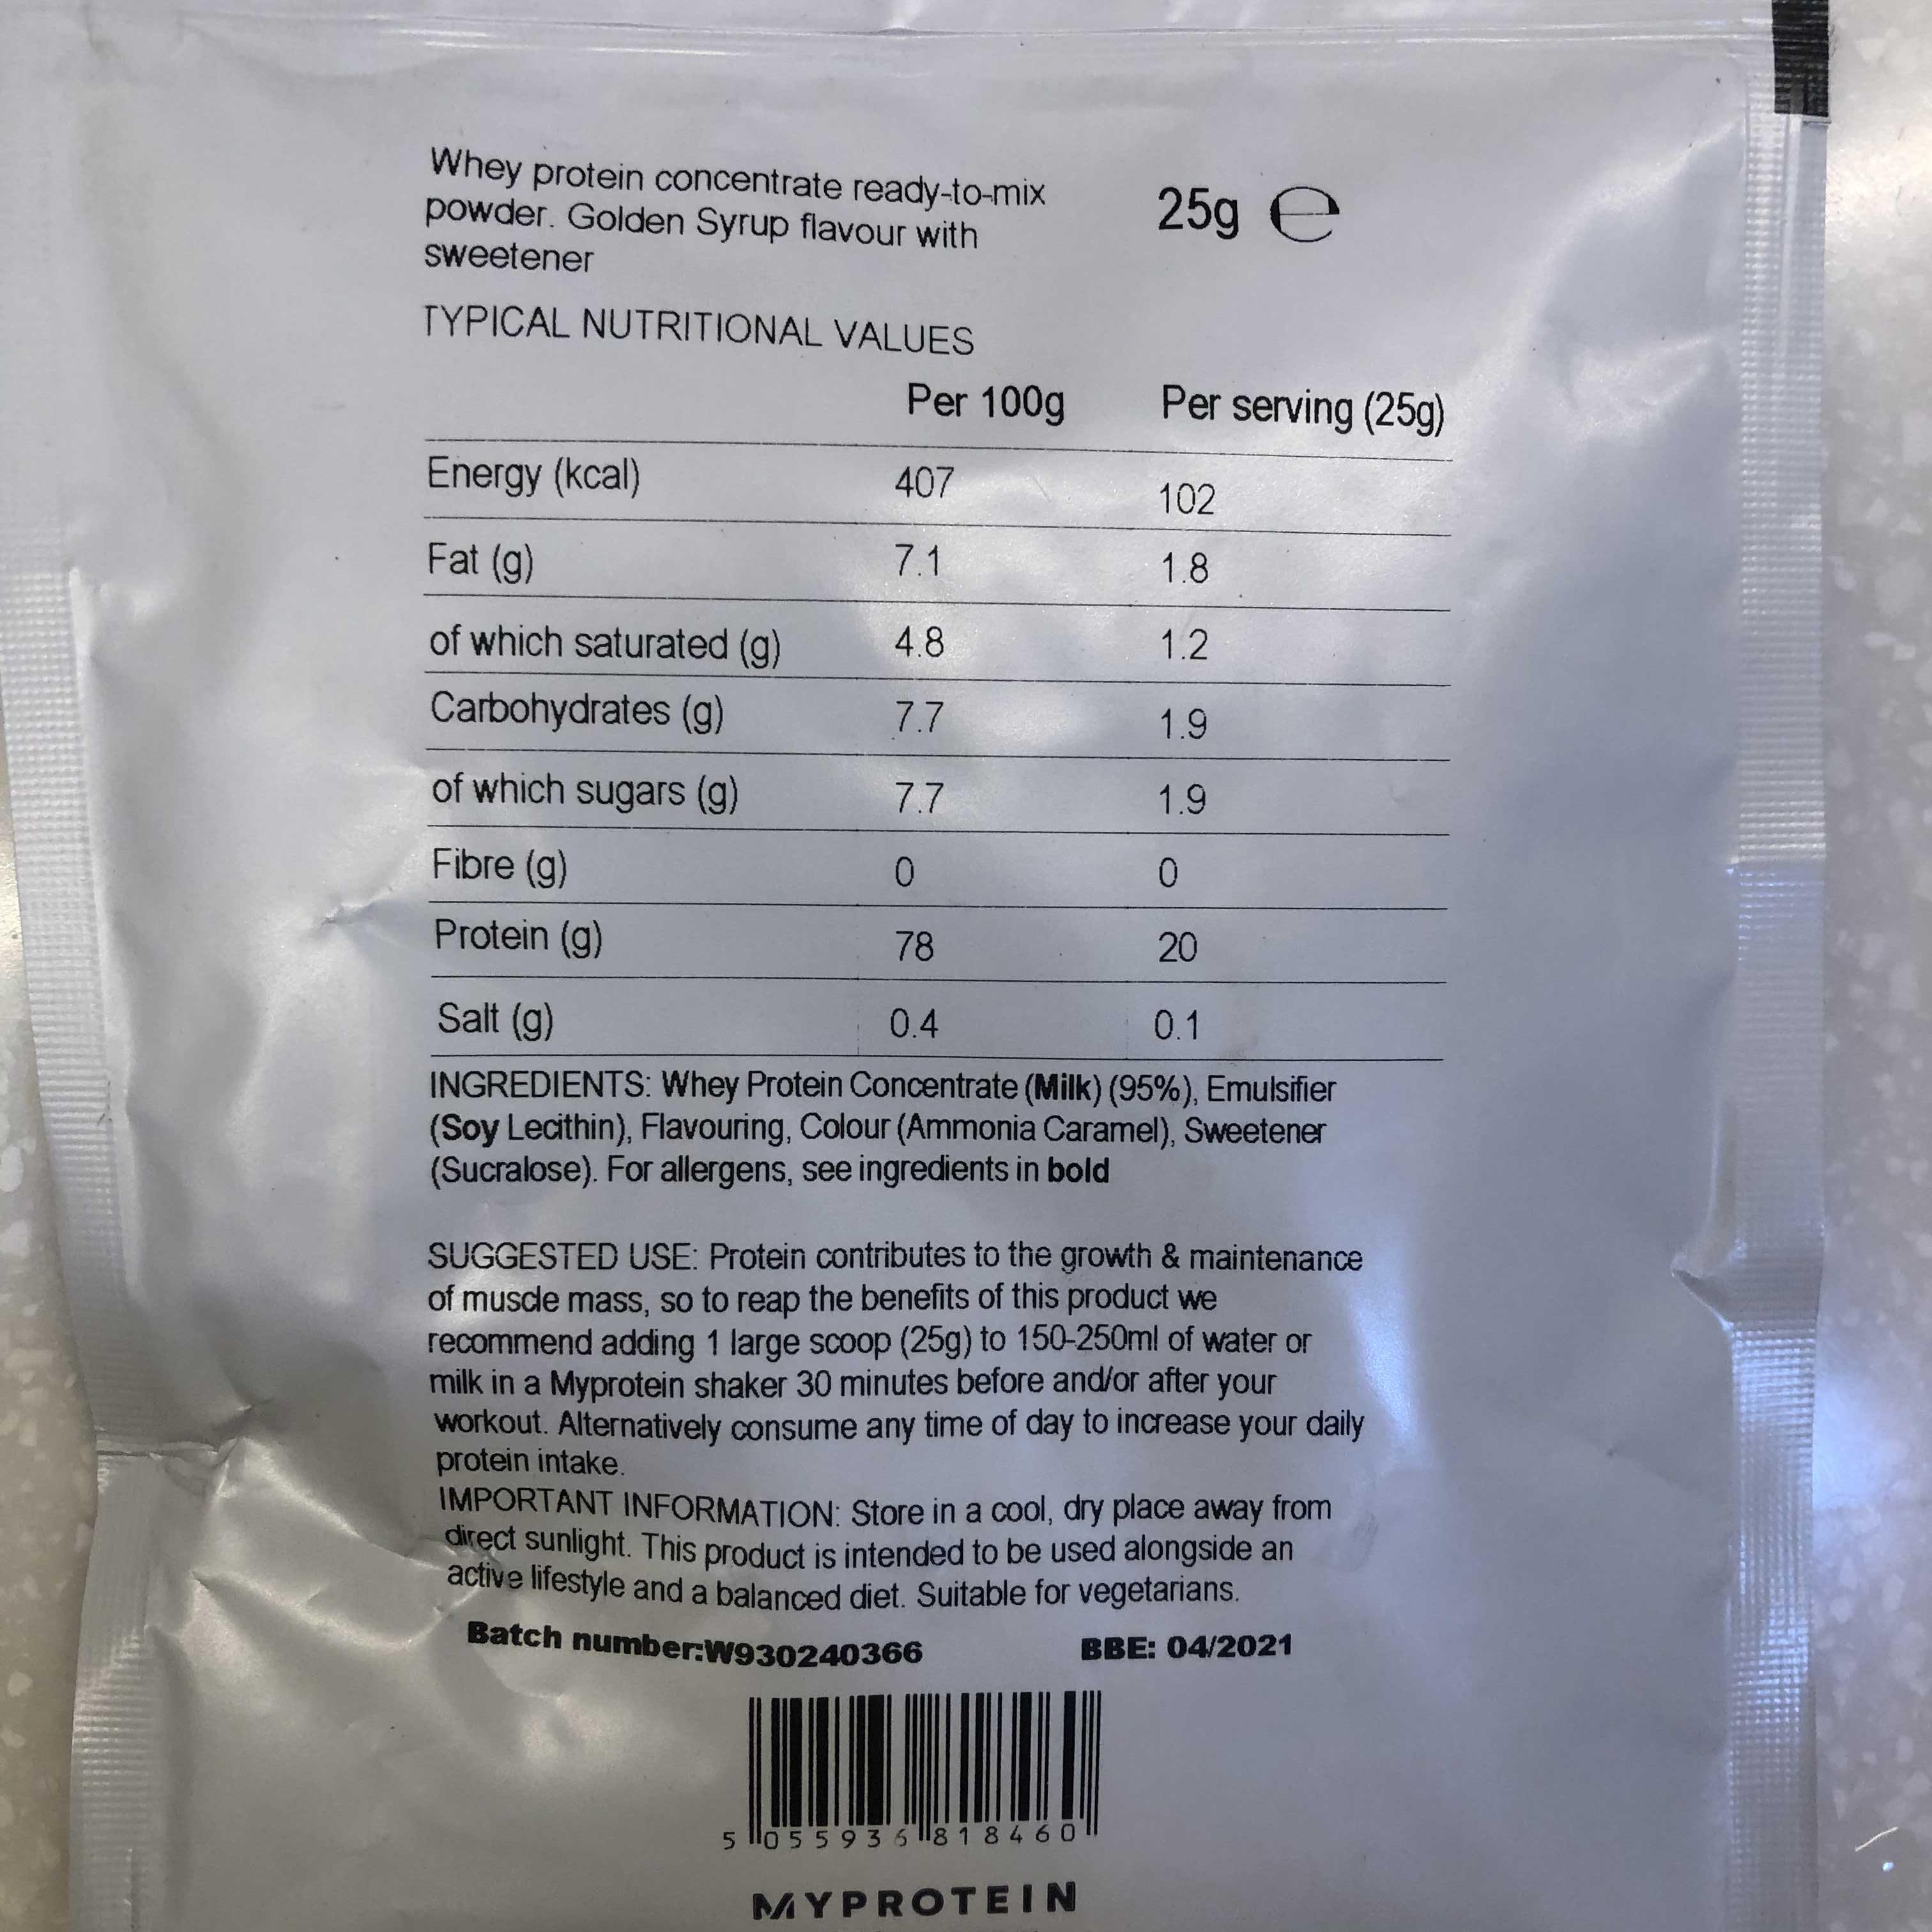 Whey protein concentrate ready-to-mix
powder. Golden Syrup flavour with
sweetener
25g ℮
TYPICAL NUTRITIONAL VALUES
Per 100g Per serving (25g)
Energy (kcal) 407 102
Fat (g) 7.1 1.8
of which saturated (g) 4.8 1.2
Carbohydrates (g) 7.7 1.9
of which sugars (g) 7.7 1.9
Fibre (g) 0 0
Protein (g) 78 20
Salt (g) 0.4 0.1
INGREDIENTS: Whey Protein Concentrate (Milk) (95%), Emulsifier
(Soy Lecithin), Flavouring, Colour (Ammonia Caramel), Sweetener
(Sucralose). For allergens, see ingredients in bold
SUGGESTED USE: Protein contributes to the growth & maintenance
of muscle mass, so to reap the benefits of this product we
recommend adding 1 large scoop (25g) to 150-250ml of water or
milk in a Myprotein shaker 30 minutes before and/or after your
workout. Alternatively consume any time of day to increase your daily
protein intake.
IMPORTANT INFORMATION: Store in a cool, dry place away from
direct sunlight. This product is intended to be used alongside an
active lifestyle and a balanced diet. Suitable for vegetarians.
Batch number:W930240366 BBE: 04/2021
5 055936 818460
MYPROTEIN